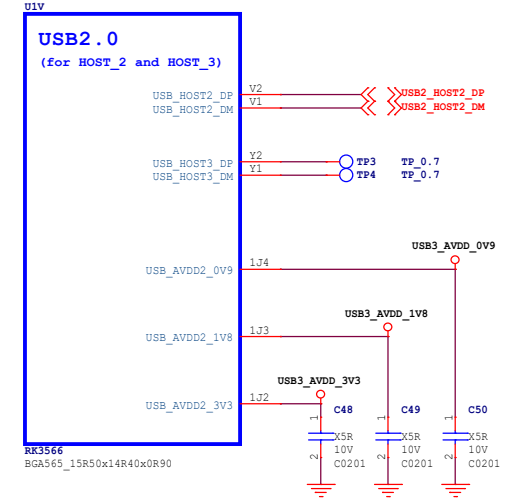 U1V
USB2.0
(for HOST_2 and HOST_3)
USB_HOST2_DP V2 USB2_HOST2_DP
USB_HOST2_DM V1 USB2_HOST2_DM
USB_HOST3_DP Y2 TP3 TP_0.7
USB_HOST3_DM Y1 TP4 TP_0.7
USB3_AVDD_0V9
USB_AVDD2_0V9 1J4
USB3_AVDD_1V8
USB_AVDD2_1V8 1J3
USB3_AVDD_3V3
USB_AVDD2_3V3 1J2
1 C48 1 C49 1 C50
X5R X5R X5R
10V 10V 10V
2 C0201 2 C0201 2 C0201
RK3566
BGA565_15R50x14R40x0R90